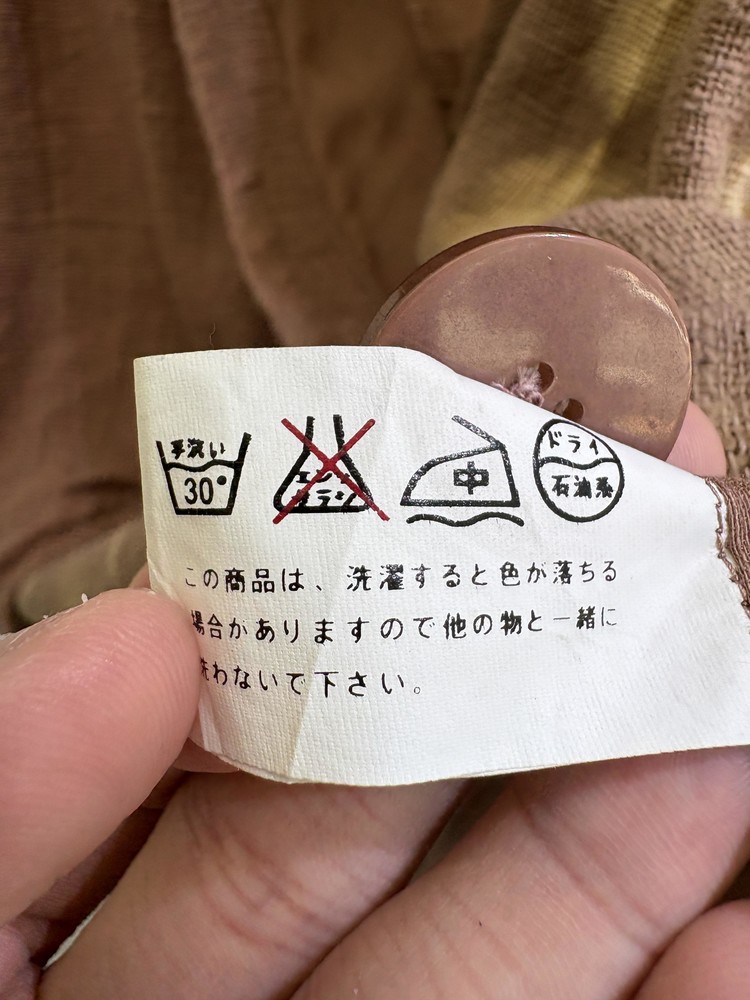 手洗い
30°
エンソ
サラシ
中
ドライ
石油系
この商品は、洗濯すると色が落ちる
場合がありますので他の物と一緒に
洗わないで下さい。